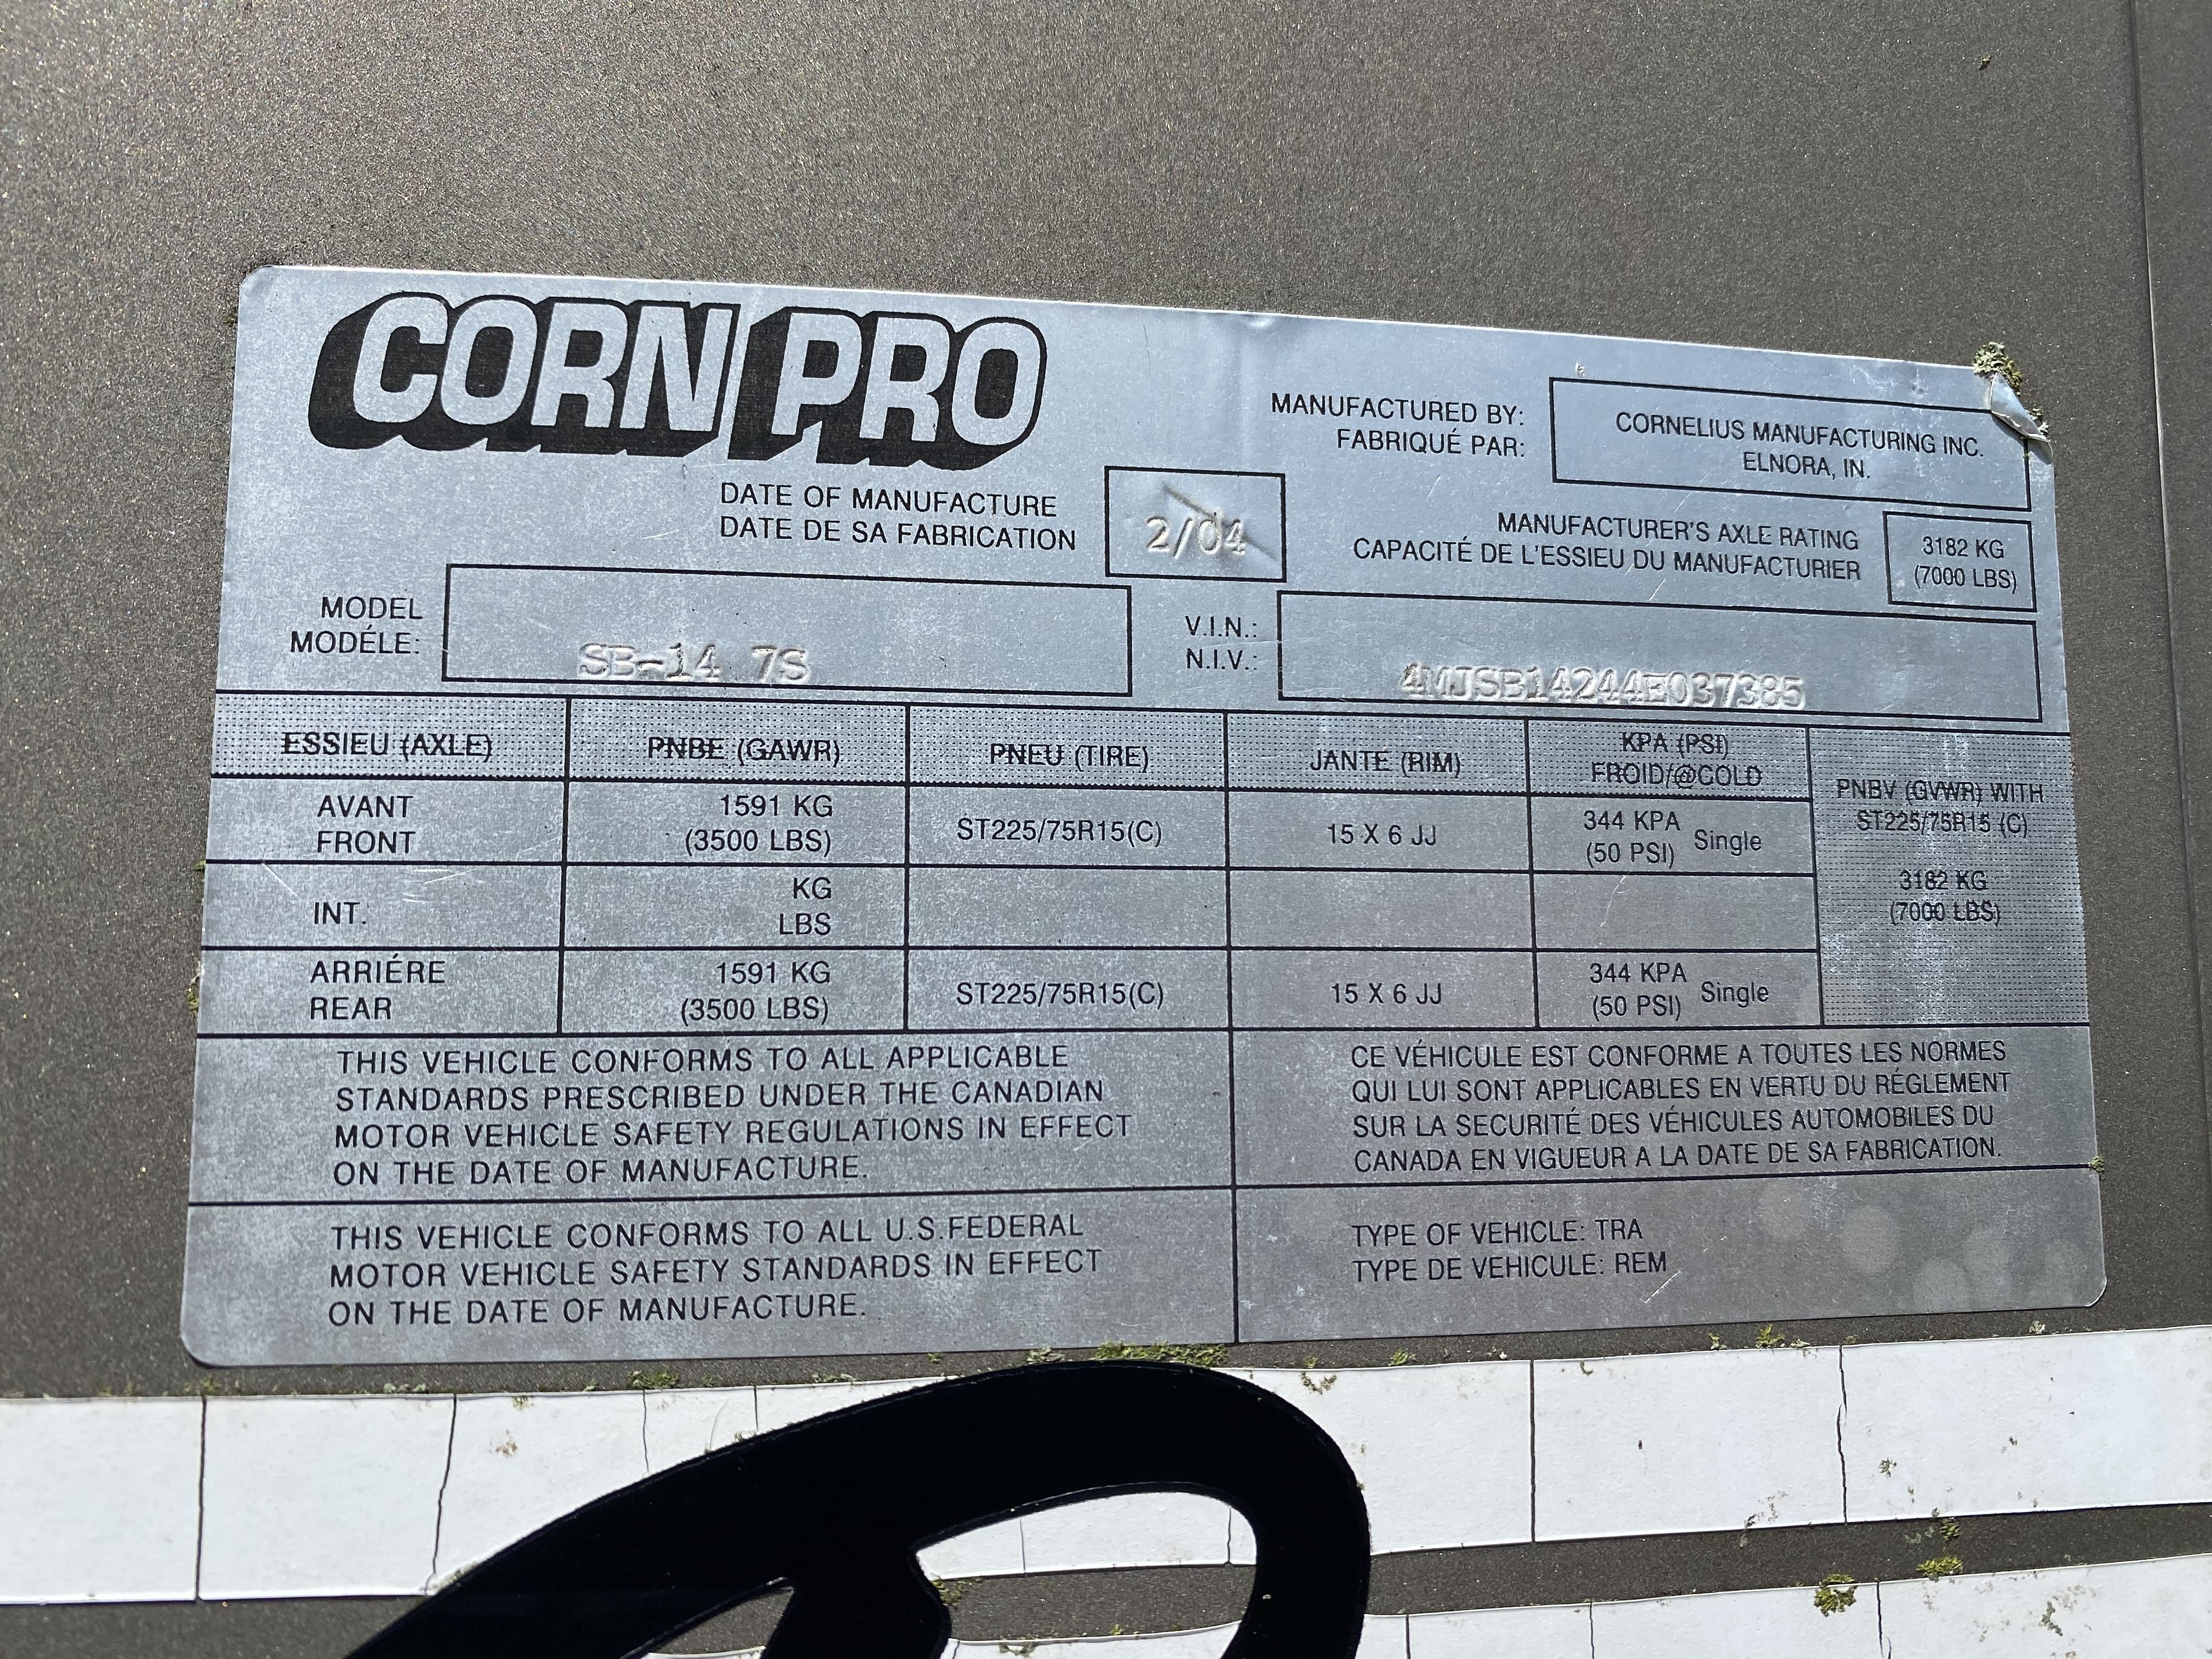 CORN PRO
MANUFACTURED BY:
FABRIQUÉ PAR:
CORNELIUS MANUFACTURING INC.
ELNORA, IN.
DATE OF MANUFACTURE
DATE DE SA FABRICATION
2/04
MANUFACTURER'S AXLE RATING
CAPACITÉ DE L'ESSIEU DU MANUFACTURIER
3182 KG
(7000 LBS)
MODEL
MODÉLE:
SB-14 7S
V.I.N.:
N.I.V.:
4MJSB14244E037385
ESSIEU (AXLE)
PNBE (GAWR)
PNEU (TIRE)
JANTE (RIM)
KPA (PSI)
FROID/@COLD
PNBV (GVWR) WITH
ST225/75R15 (C)
3182 KG
(7000 LBS)
AVANT
FRONT
1591 KG
(3500 LBS)
ST225/75R15(C)
15 X 6 JJ
344 KPA
(50 PSI)
Single
INT.
KG
LBS
ARRIÉRE
REAR
1591 KG
(3500 LBS)
ST225/75R15(C)
15 X 6 JJ
344 KPA
(50 PSI)
Single
THIS VEHICLE CONFORMS TO ALL APPLICABLE
STANDARDS PRESCRIBED UNDER THE CANADIAN
MOTOR VEHICLE SAFETY REGULATIONS IN EFFECT
ON THE DATE OF MANUFACTURE.
CE VÉHICULE EST CONFORME A TOUTES LES NORMES
QUI LUI SONT APPLICABLES EN VERTU DU RÉGLEMENT
SUR LA SECURITÉ DES VÉHICULES AUTOMOBILES DU
CANADA EN VIGUEUR A LA DATE DE SA FABRICATION.
THIS VEHICLE CONFORMS TO ALL U.S.FEDERAL
MOTOR VEHICLE SAFETY STANDARDS IN EFFECT
ON THE DATE OF MANUFACTURE.
TYPE OF VEHICLE: TRA
TYPE DE VEHICULE: REM